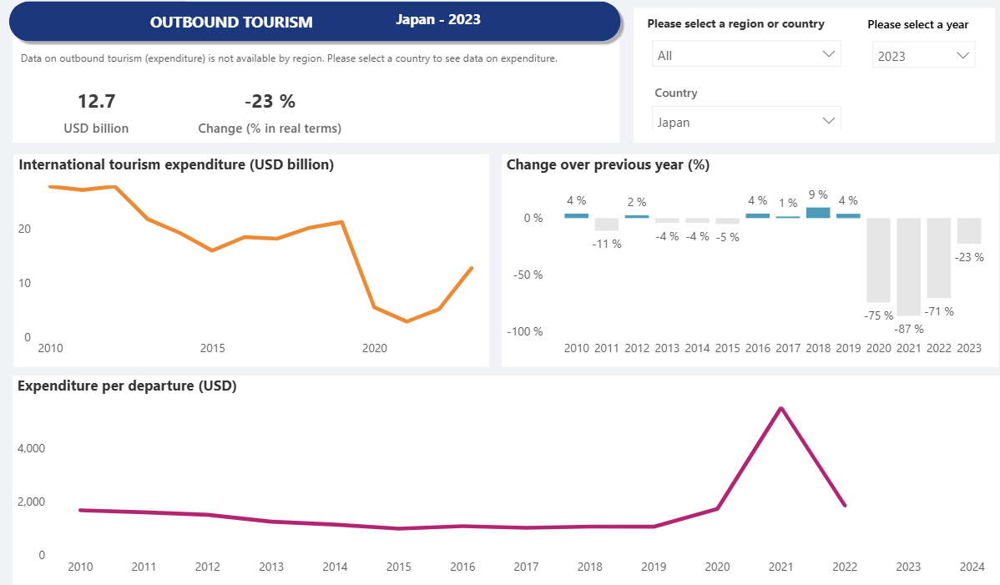 OUTBOUND TOURISM
Japan - 2023
Data on outbound tourism (expenditure) is not available by region. Please select a country to see data on expenditure.
12.7
USD billion
-23 %
Change (% in real terms)
Please select a region or country
All
Please select a year
2023
Country
Japan
International tourism expenditure (USD billion)
20
10
0
2010 2015 2020
Change over previous year (%)
0 %
-50 %
-100 %
4 % -11 % 2 % -4 % -4 % -5 % 4 % 1 % 9 % 4 % -75 % -87 % -71 % -23 %
2010 2011 2012 2013 2014 2015 2016 2017 2018 2019 2020 2021 2022 2023
Expenditure per departure (USD)
4,000
2,000
0
2010 2011 2012 2013 2014 2015 2016 2017 2018 2019 2020 2021 2022 2023 2024